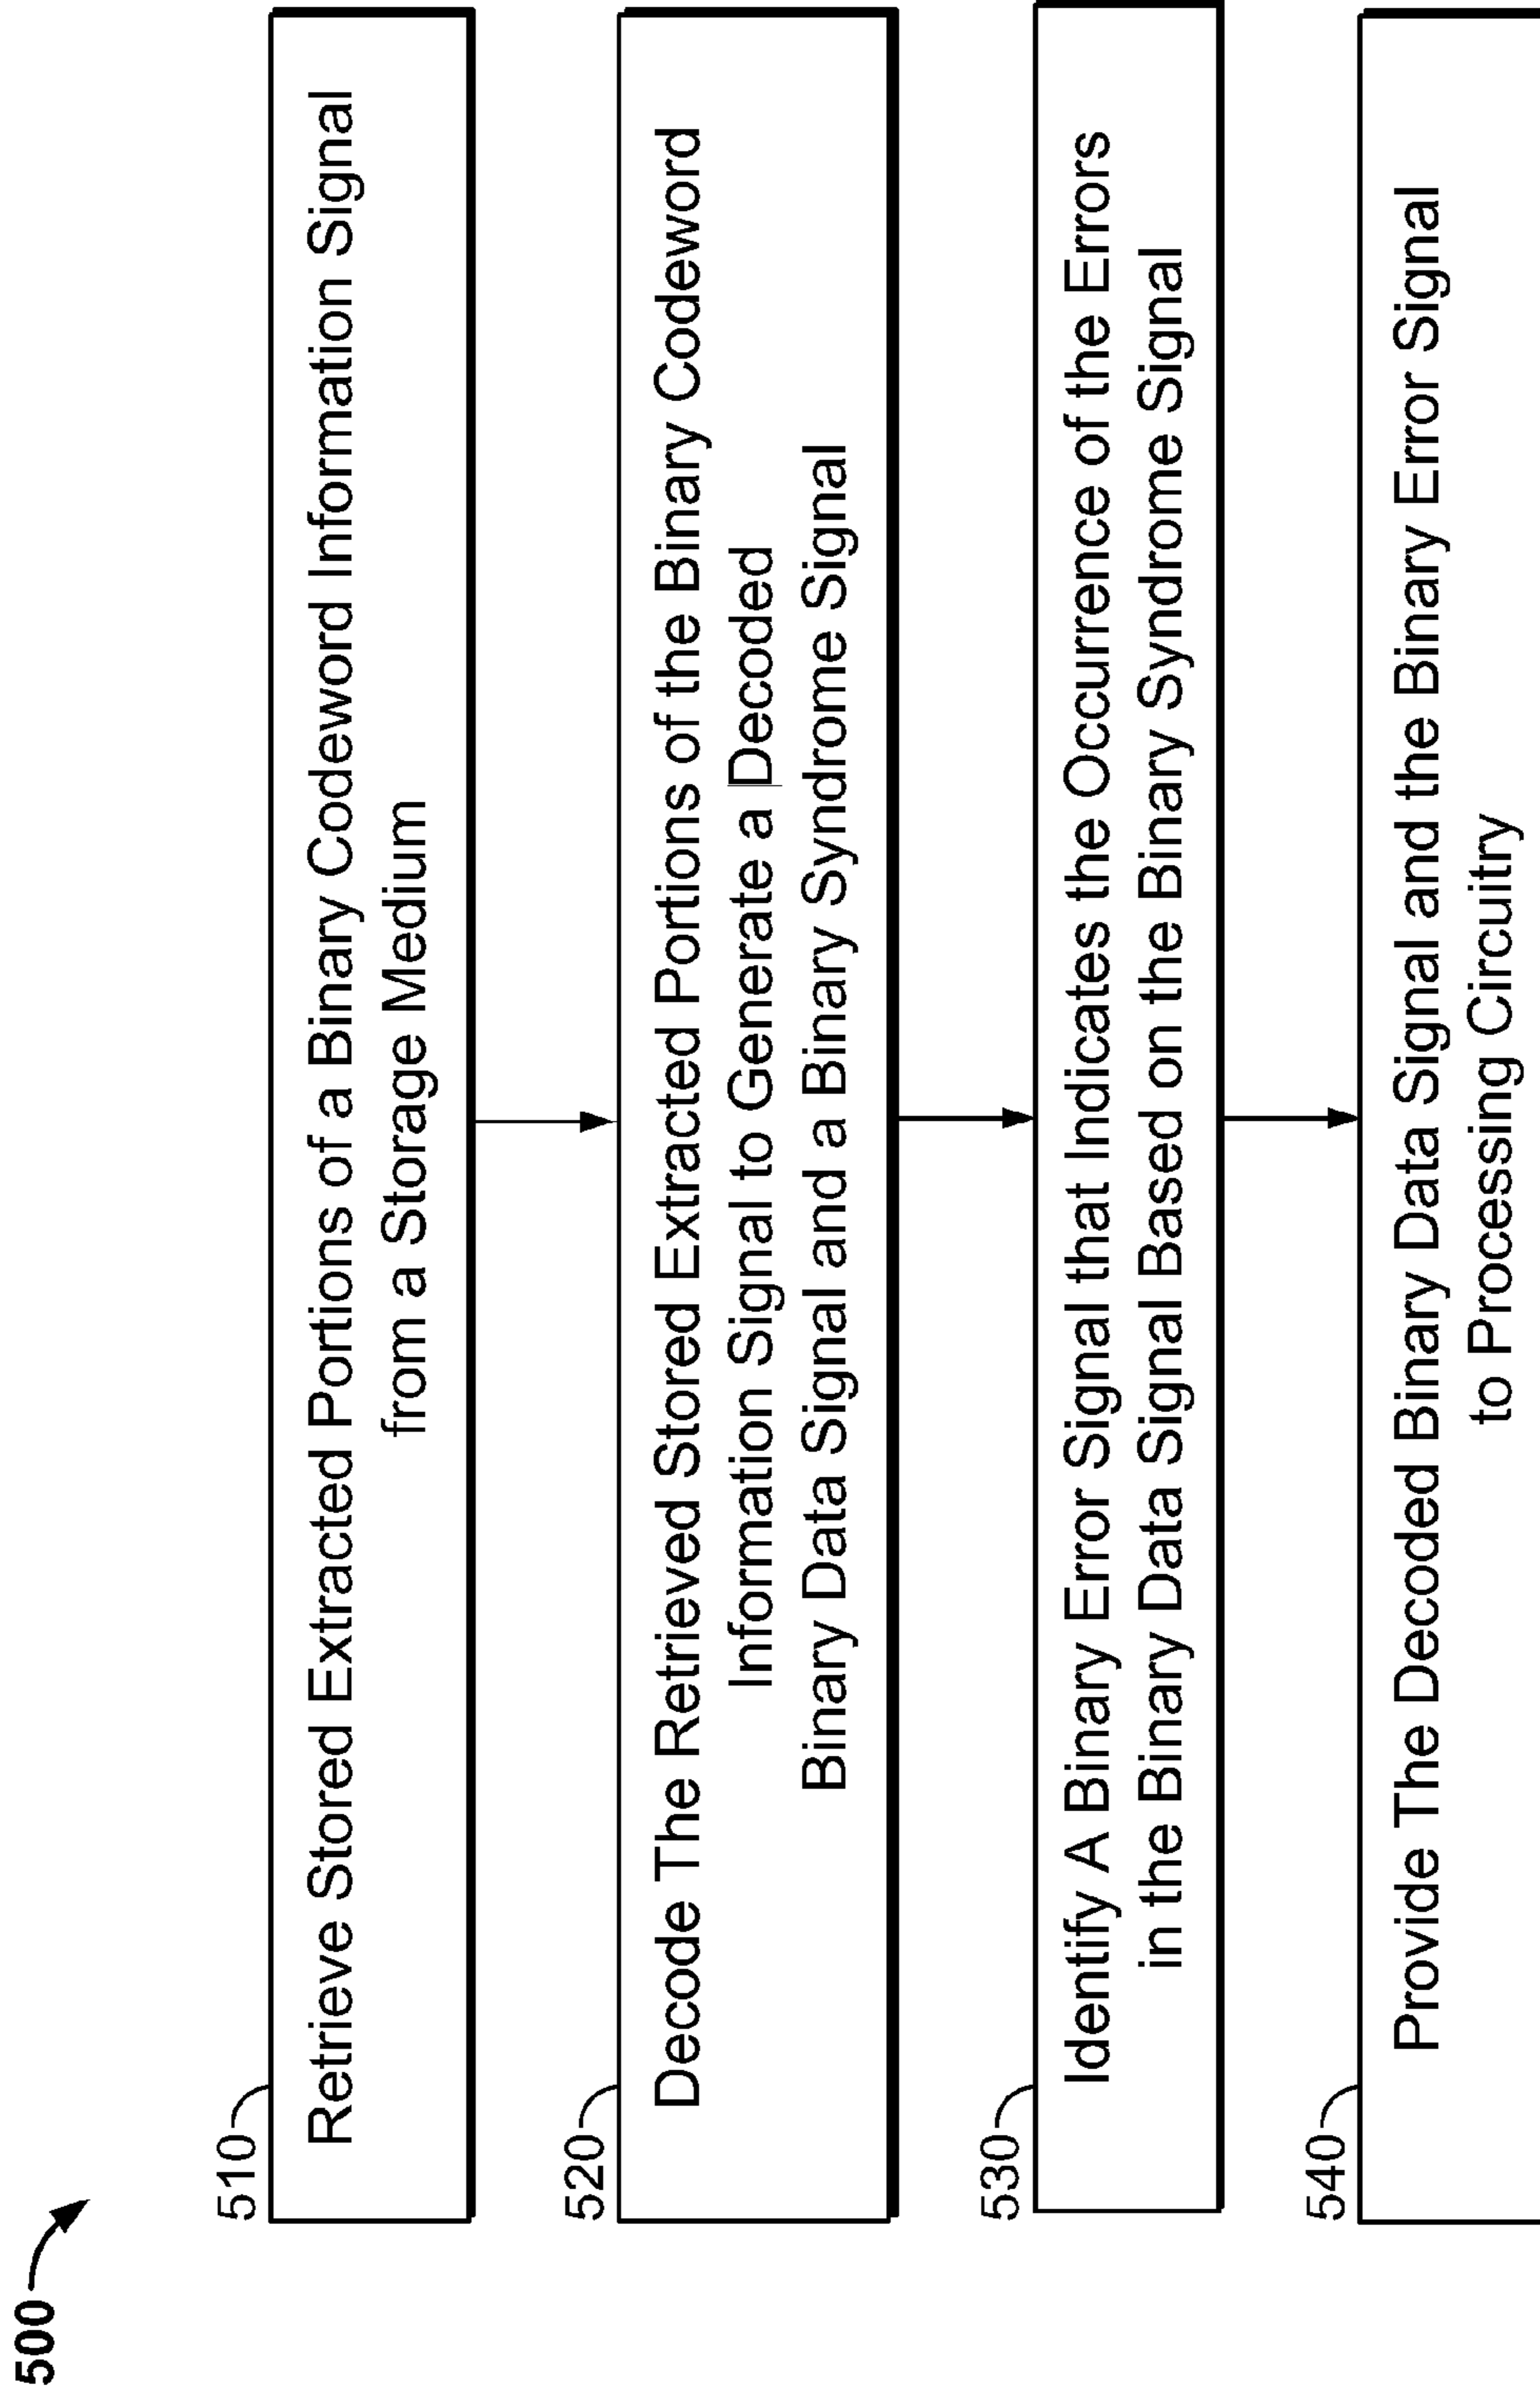 500
510
Retrieve Stored Extracted Portions of a Binary Codeword Information Signal
from a Storage Medium
520
Decode The Retrieved Stored Extracted Portions of the Binary Codeword
Information Signal to Generate a Decoded
Binary Data Signal and a Binary Syndrome Signal
530
Identify A Binary Error Signal that Indicates the Occurrence of the Errors
in the Binary Data Signal Based on the Binary Syndrome Signal
540
Provide The Decoded Binary Data Signal and the Binary Error Signal
to Processing Circuitry